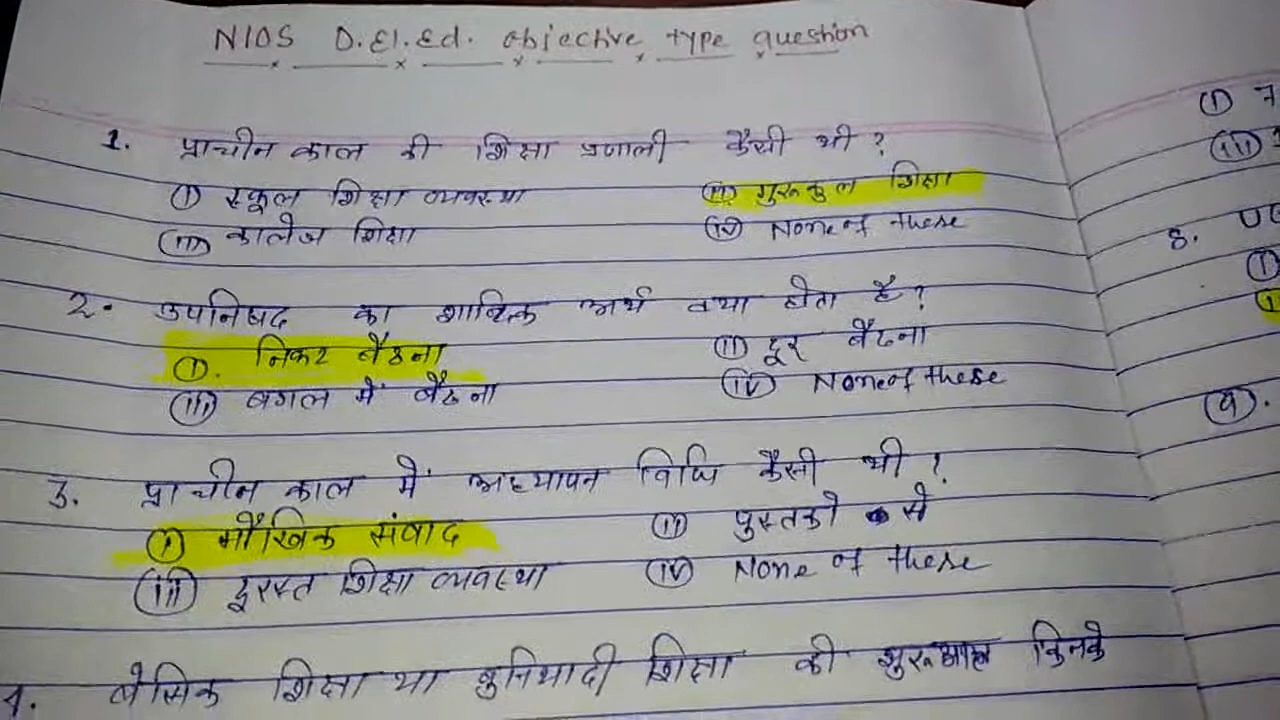 NIOS D.El.Ed. objective type question
1. प्राचीन काल की शिक्षा प्रणाली कैसी थी ?
(i) स्कूल शिक्षा व्यवस्था (ii) गुरुकुल शिक्षा
(iii) कालेज शिक्षा (iv) None of these
2. उपनिषद का शाब्दिक अर्थ क्या होता है ?
(i). निकट बैठना (ii) दूर बैठना
(iii) बगल में बैठना (iv) None of these
3. प्राचीन काल में अध्यापन विधि कैसी थी ?
(i) मौखिक संवाद (ii) पुस्तको से
(iii) दूरस्त शिक्षा व्यवस्था (iv) None of these
4. बेसिक शिक्षा या बुनियादी शिक्षा की शुरूआत किनके
(i)
(iii)
8.
(i)
(9).